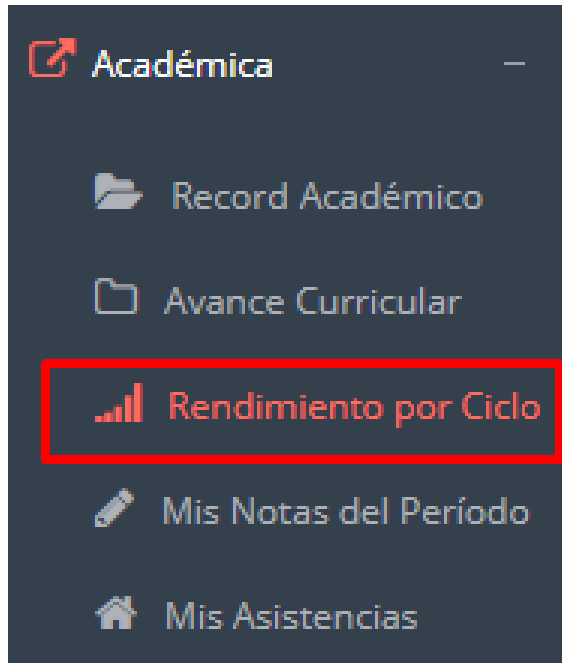 Académica
Record Académico
Avance Curricular
Rendimiento por Ciclo
Mis Notas del Período
Mis Asistencias